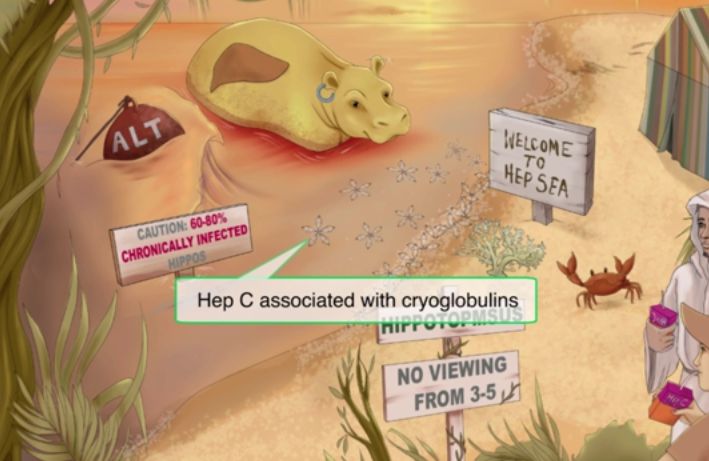 ALT
WELCOME
TO
HEP SEA
CAUTION: 60-80%
CHRONICALLY INFECTED
HIPPOS
Hep C associated with cryoglobulins
HIPPOTOPMSUS
NO VIEWING
FROM 3-5
HEP C